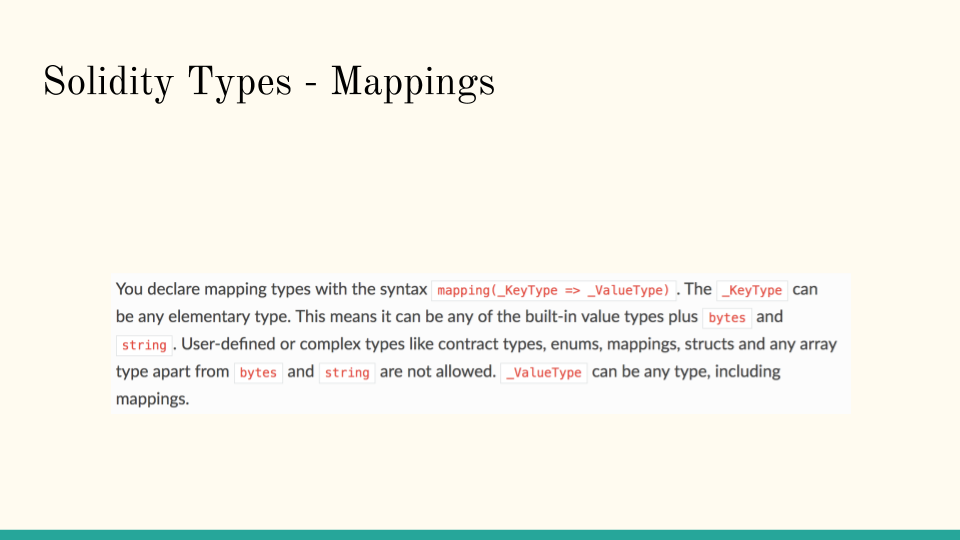 Solidity Types - Mappings
You declare mapping types with the syntax mapping(_KeyType => _ValueType) . The _KeyType can
be any elementary type. This means it can be any of the built-in value types plus bytes and
string . User-defined or complex types like contract types, enums, mappings, structs and any array
type apart from bytes and string are not allowed. _ValueType can be any type, including
mappings.